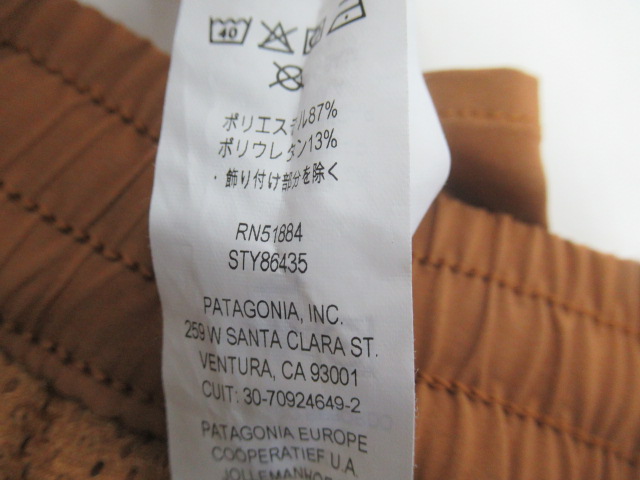 40
ポリエステル87%
ポリウレタン13%
・飾り付け部分を除く
RN51884
STY86435
PATAGONIA, INC.
259 W SANTA CLARA ST.
VENTURA, CA 93001
CUIT: 30-70924649-2
PATAGONIA EUROPE
COOPERATIEF U.A